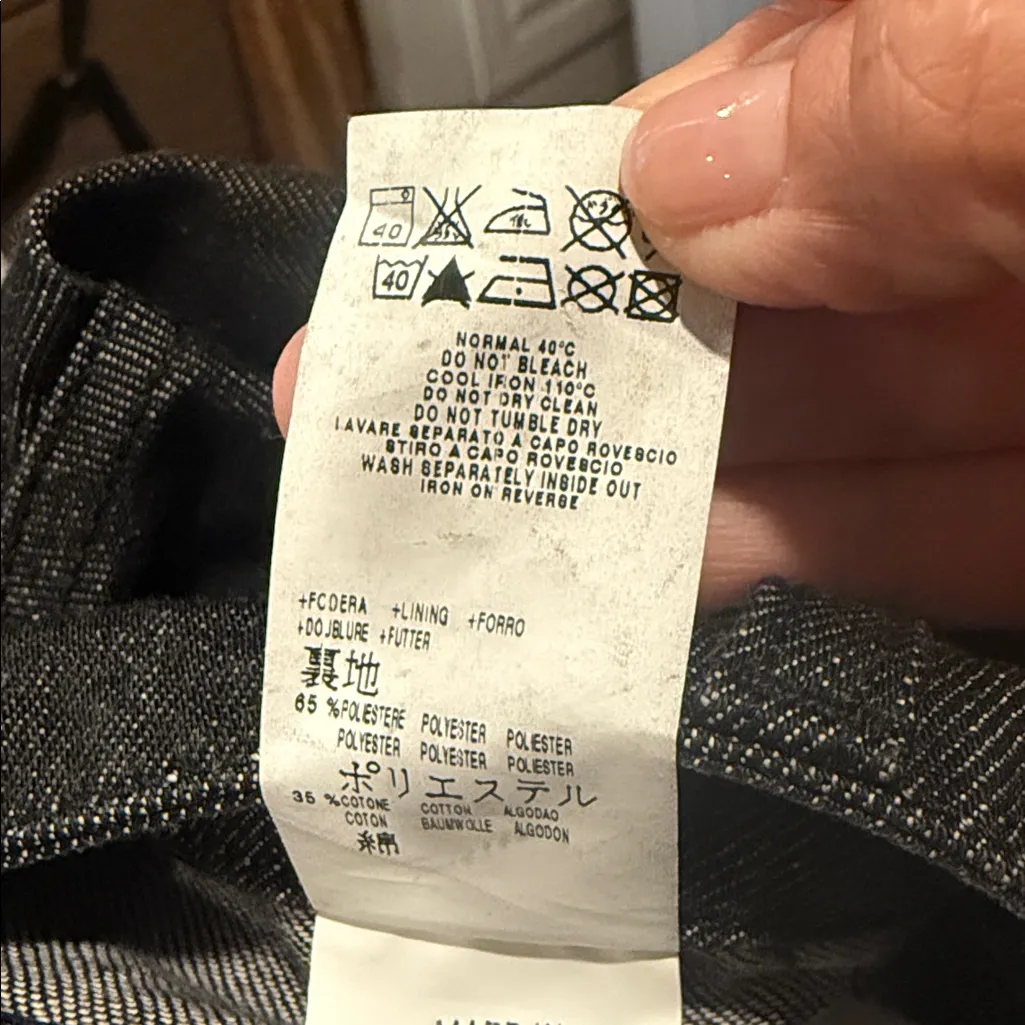 40
40
NORMAL 40°C
DO NOT BLEACH
COOL IRON 110°C
DO NOT DRY CLEAN
DO NOT TUMBLE DRY
LAVARE SEPARATO A CAPO ROVESCIO
STIRO A CAPO ROVESCIO
WASH SEPARATELY INSIDE OUT
IRON ON REVERSE
+FODERA +LINING +FORRO
+DOUBLURE +FUTTER
裏地
65 %POLIESTERE POLYESTER POLIESTER
POLYESTER POLYESTER POLIESTER
ポリエステル
35 %COTONE COTTON ALGODAO
COTON BAUMWOLLE ALGODON
綿